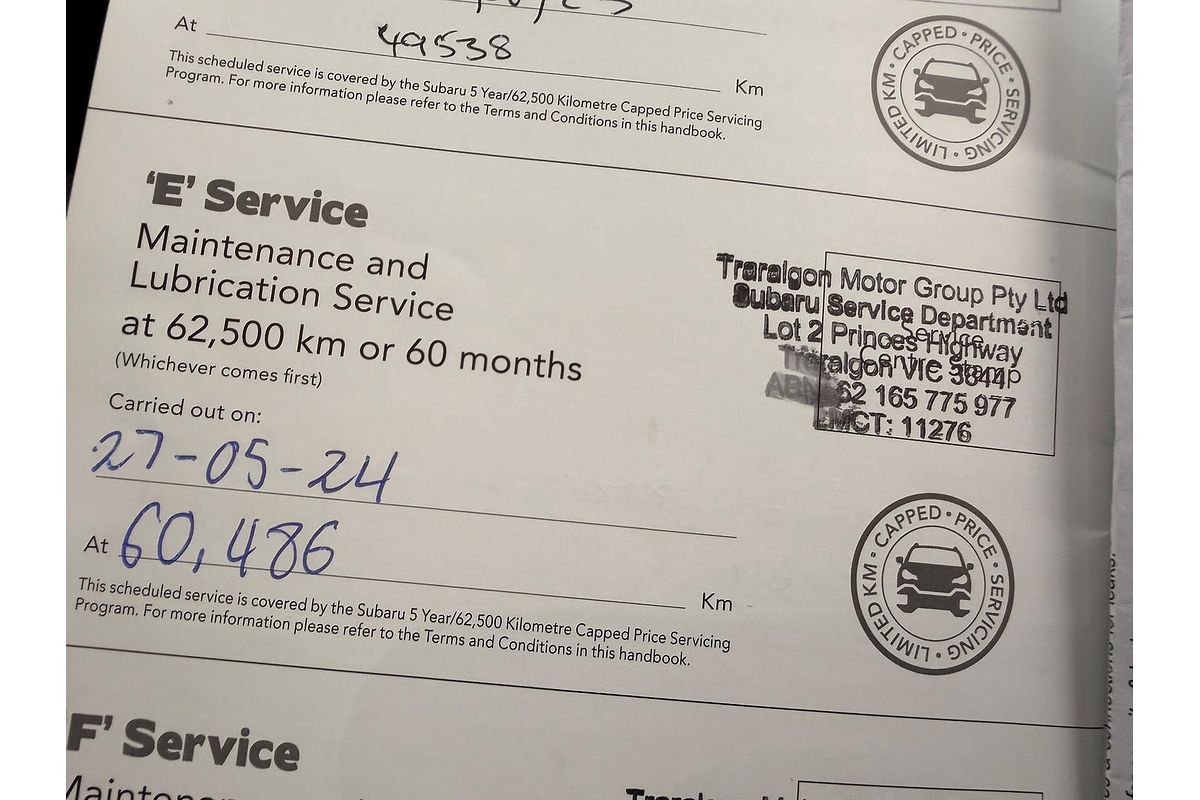 At 49538 Km
This scheduled service is covered by the Subaru 5 Year/62,500 Kilometre Capped Price Servicing
Program. For more information please refer to the Terms and Conditions in this handbook.
CAPPED • PRICE • SERVICING • LIMITED KM •
'E' Service
Maintenance and
Lubrication Service
at 62,500 km or 60 months
(Whichever comes first)
Carried out on:
27-05-24
At 60,486 Km
This scheduled service is covered by the Subaru 5 Year/62,500 Kilometre Capped Price Servicing
Program. For more information please refer to the Terms and Conditions in this handbook.
Service
Centre Stamp
Traralgon Motor Group Pty Ltd
Subaru Service Department
Lot 2 Princes Highway
Traralgon VIC 3844
ABN 62 165 775 977
LMCT: 11276
CAPPED • PRICE • SERVICING • LIMITED KM •
'F' Service